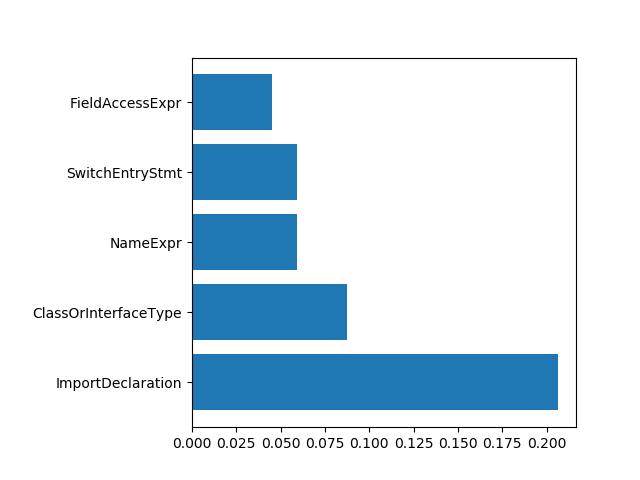 FieldAccessExpr
SwitchEntryStmt
NameExpr
ClassOrInterfaceType
ImportDeclaration
0.000 0.025 0.050 0.075 0.100 0.125 0.150 0.175 0.200